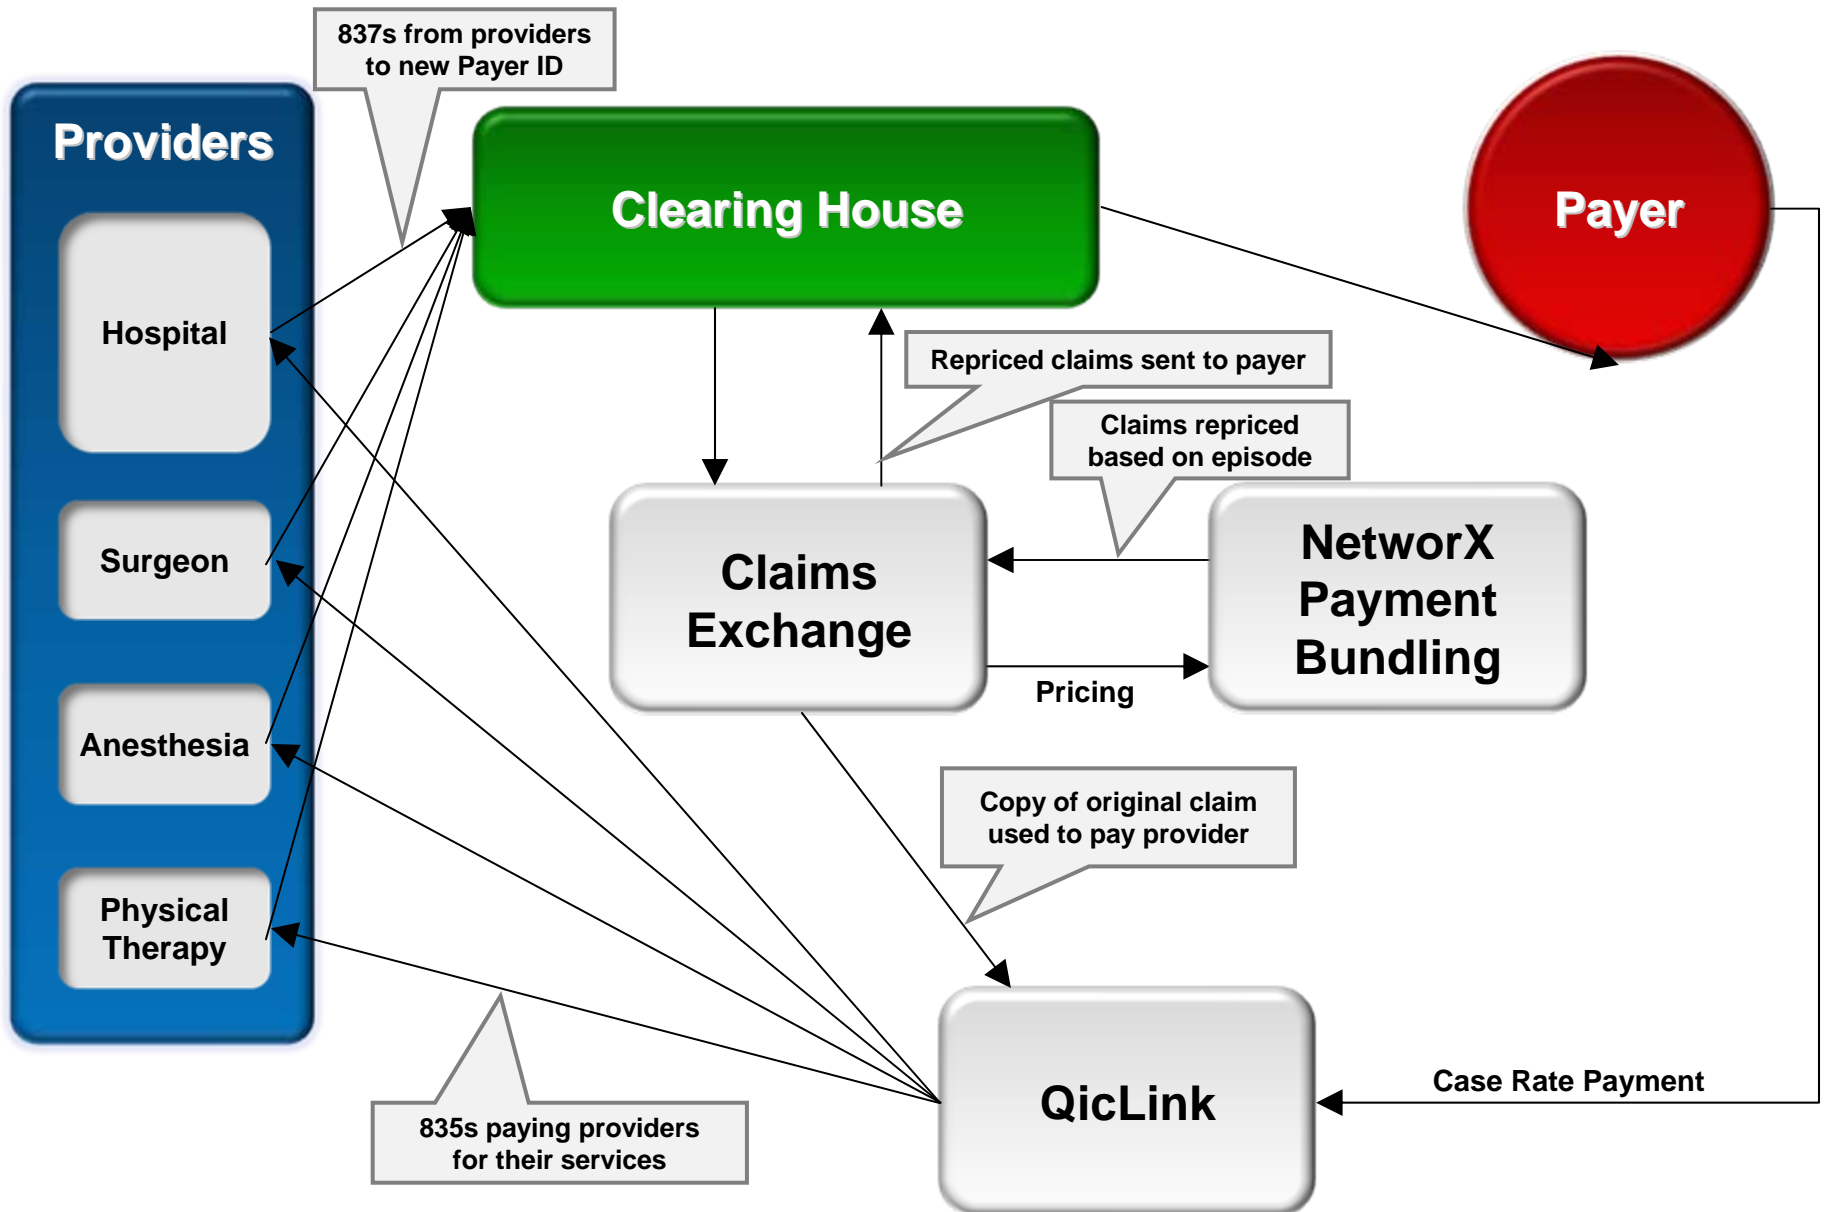 837s from providers
to new Payer ID
Providers
Clearing House
Payer
Hospital
Repriced claims sent to payer
Claims repriced
based on episode
Surgeon
Claims
Exchange
NetworX
Payment
Bundling
Pricing
Anesthesia
Copy of original claim
used to pay provider
Physical
Therapy
QicLink
Case Rate Payment
835s paying providers
for their services